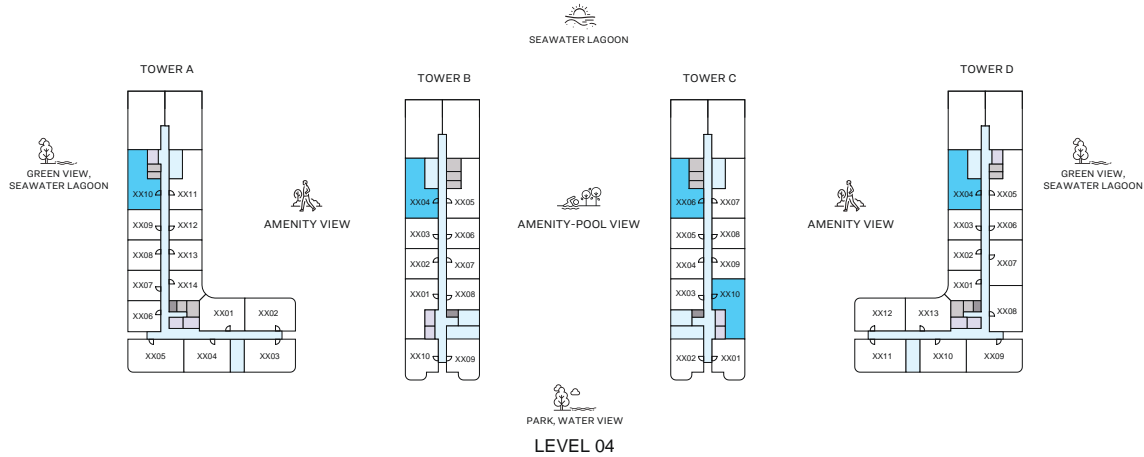 SEAWATER LAGOON
TOWER A
TOWER B
TOWER C
TOWER D
GREEN VIEW,
SEAWATER LAGOON
AMENITY VIEW
AMENITY-POOL VIEW
AMENITY VIEW
GREEN VIEW,
SEAWATER LAGOON
XX10
XX11
XX09
XX12
XX08
XX13
XX07
XX14
XX06
XX01
XX02
XX05
XX04
XX03
XX04
XX05
XX03
XX06
XX02
XX07
XX01
XX08
XX10
XX09
XX06
XX07
XX05
XX08
XX04
XX09
XX03
XX10
XX02
XX01
XX04
XX05
XX03
XX06
XX02
XX07
XX01
XX08
XX12
XX13
XX11
XX10
XX09
PARK, WATER VIEW
LEVEL 04